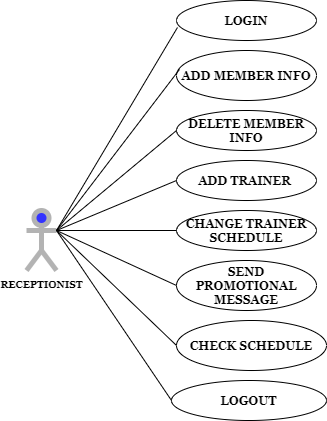 LOGIN
ADD MEMBER INFO
DELETE MEMBER
INFO
ADD TRAINER
CHANGE TRAINER
SCHEDULE
SEND
PROMOTIONAL
MESSAGE
RECEPTIONIST
CHECK SCHEDULE
LOGOUT